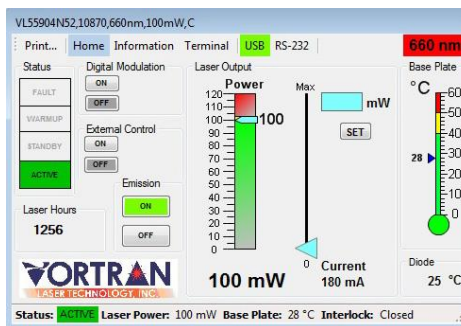 VL55904N52,10870,660nm,100mW,C
Print... Home Information Terminal USB RS-232 660 nm
Status
FAULT
WARMUP
STANDBY
ACTIVE
Laser Hours
1256
Digital Modulation
ON
OFF
External Control
ON
OFF
Emission
ON
OFF
VORTRAN
LASER TECHNOLOGY, INC.
Laser Output
Power
120
110
100
90
80
70
60
50
40
30
20
10
0
100
100 mW
Max
0
mW
SET
Current
180 mA
Base Plate
°C
60
50
40
30
20
10
0
28
Diode
25 °C
Status: ACTIVE Laser Power: 100 mW Base Plate: 28 °C Interlock: Closed